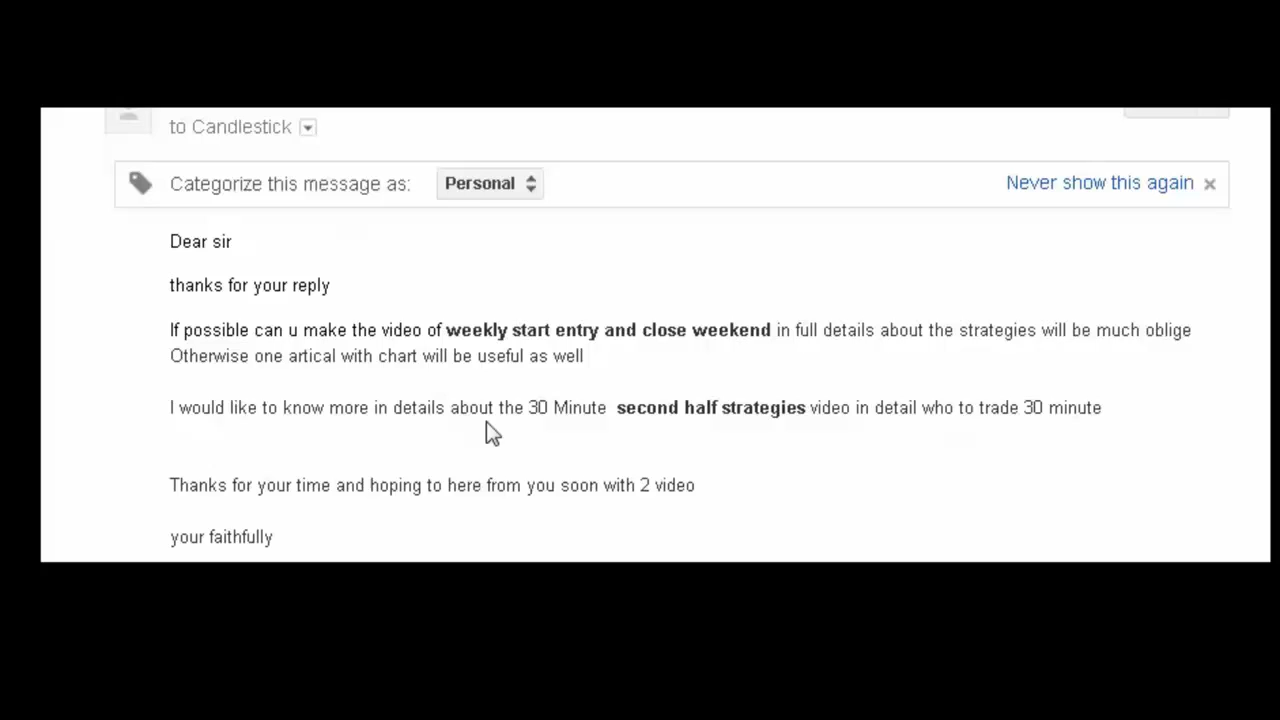 to Candlestick
Categorize this message as: Personal Never show this again
Dear sir
thanks for your reply
If possible can u make the video of weekly start entry and close weekend in full details about the strategies will be much oblige
Otherwise one artical with chart will be useful as well
I would like to know more in details about the 30 Minute second half strategies video in detail who to trade 30 minute
Thanks for your time and hoping to here from you soon with 2 video
your faithfully